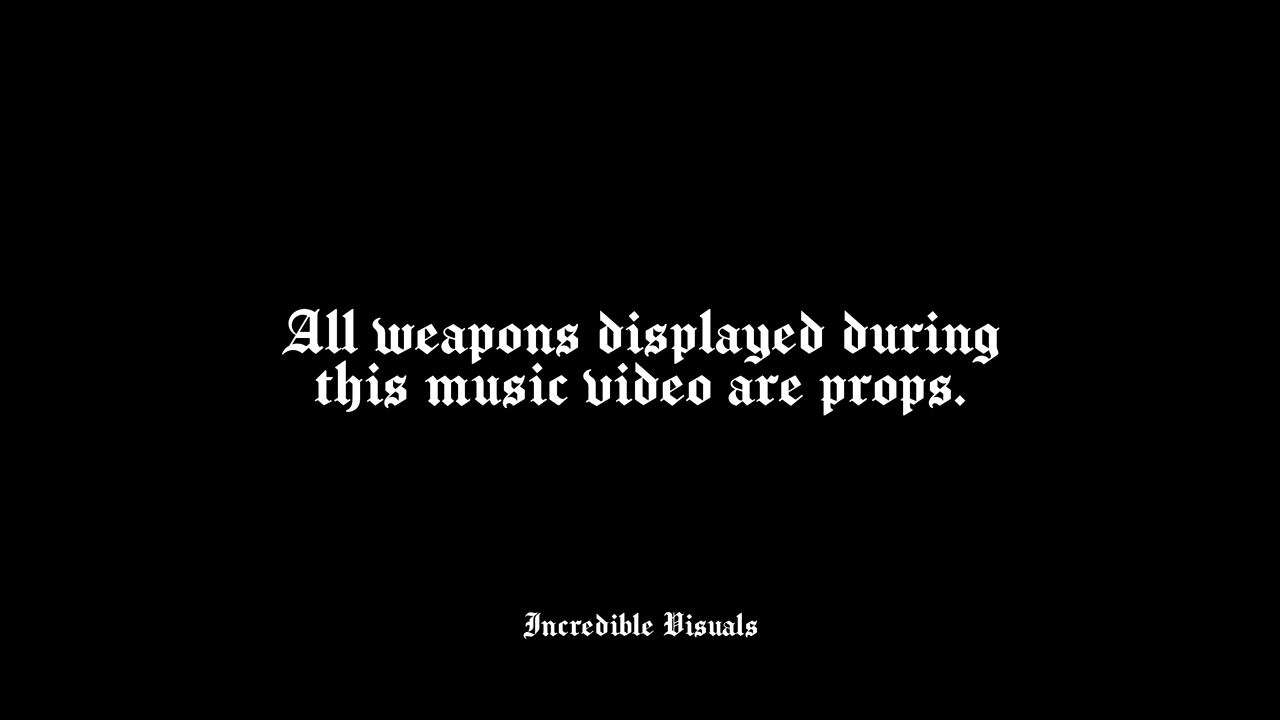 All weapons displayed during
this music video are props.
Incredible Visuals